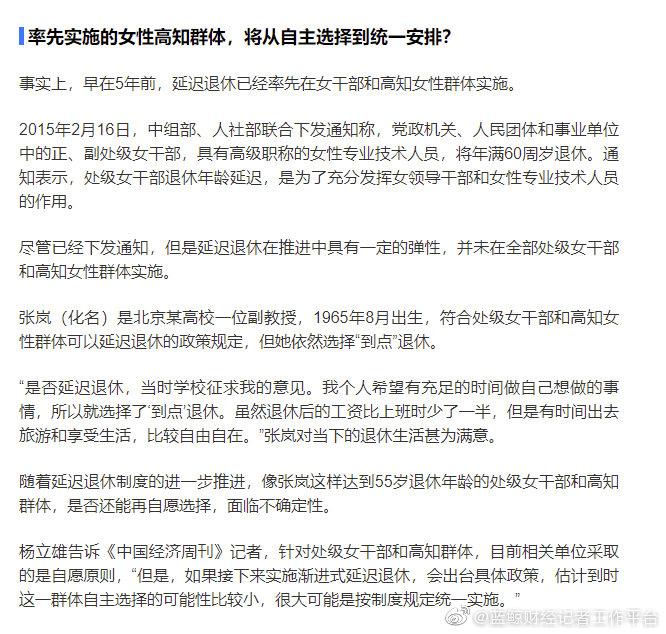 率先实施的女性高知群体，将从自主选择到统一安排？
事实上，早在5年前，延迟退休已经率先在女干部和高知女性群体实施。
2015年2月16日，中组部、人社部联合下发通知称，党政机关、人民团体和事业单位
中的正、副处级女干部，具有高级职称的女性专业技术人员，将年满60周岁退休。通
知表示，处级女干部退休年龄延迟，是为了充分发挥女领导干部和女性专业技术人员
的作用。
尽管已经下发通知，但是延迟退休在推进中具有一定的弹性，并未在全部处级女干部
和高知女性群体实施。
张岚（化名）是北京某高校一位副教授，1965年8月出生，符合处级女干部和高知女
性群体可以延迟退休的政策规定，但她依然选择“到点”退休。
“是否延迟退休，当时学校征求我的意见。我个人希望有充足的时间做自己想做的事
情，所以就选择了‘到点’退休。虽然退休后的工资比上班时少了一半，但是有时间出去
旅游和享受生活，比较自由自在。”张岚对当下的退休生活甚为满意。
随着延迟退休制度的进一步推进，像张岚这样达到55岁退休年龄的处级女干部和高知
群体，是否还能再自愿选择，面临不确定性。
杨立雄告诉《中国经济周刊》记者，针对处级女干部和高知群体，目前相关单位采取
的是自愿原则，“但是，如果接下来实施渐进式延迟退休，会出台具体政策，估计到时
这一群体自主选择的可能性比较小，很大可能是按制度规定统一实施。”
@蓝鲸财经记者工作平台